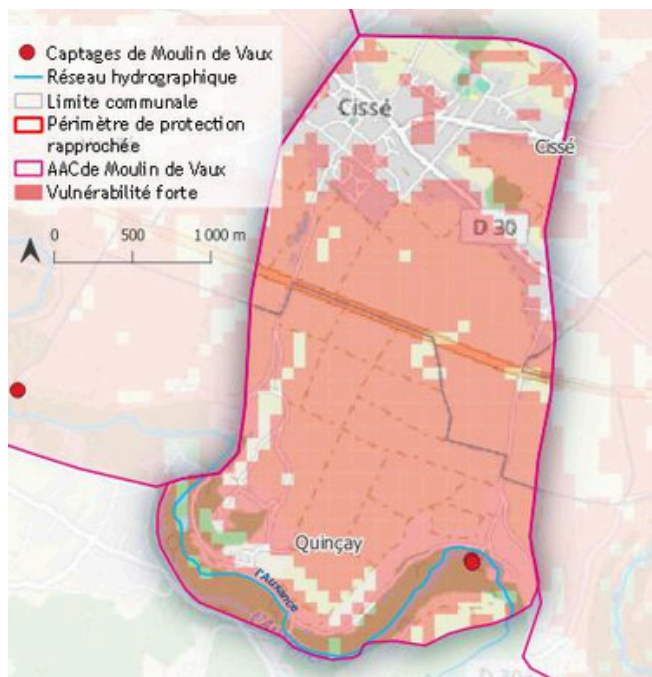 Captages de Moulin de Vaux
Réseau hydrographique
Limite communale
Périmètre de protection
rapprochée
AACde Moulin de Vaux
Vulnérabilité forte
0 500 1 000 m
Cissé
Cissé
D 30
Quinçay
l'Auxance